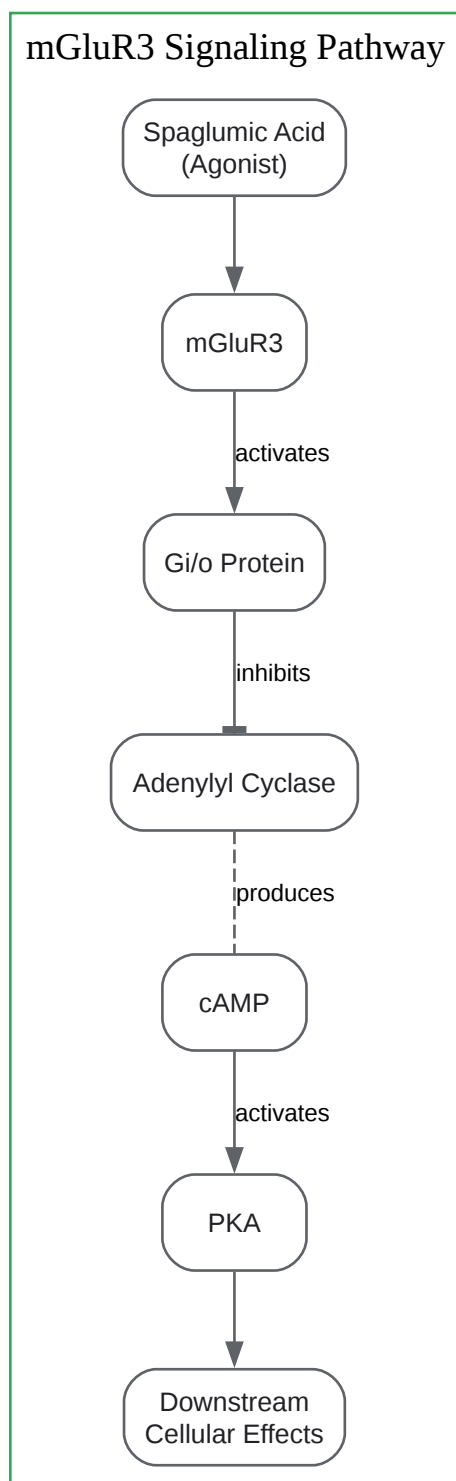 mGluR3 Signaling Pathway
Spaglumic Acid
(Agonist)
mGluR3
activates
Gi/o Protein
inhibits
Adenylyl Cyclase
produces
cAMP
activates
PKA
Downstream
Cellular Effects